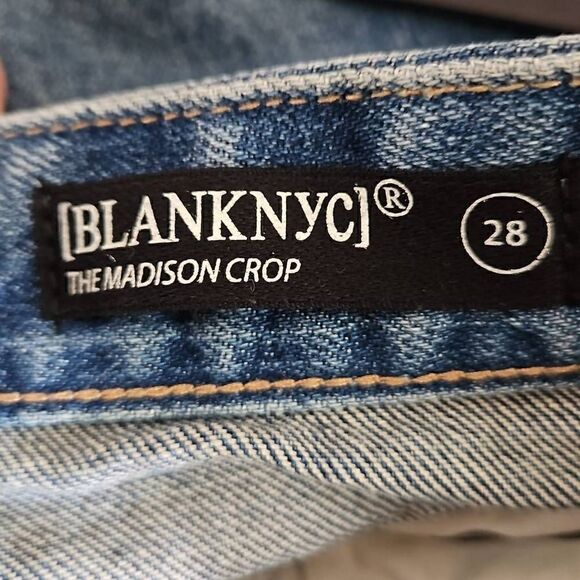 [BLANKNYC]®
THE MADISON CROP
28